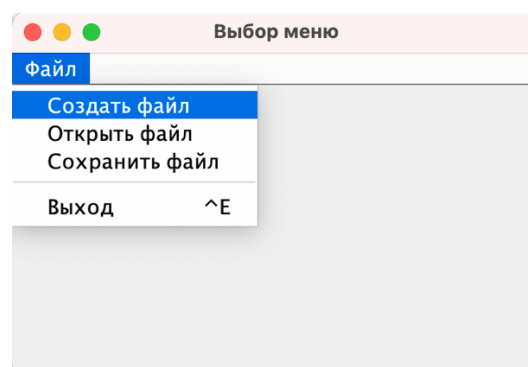 Выбор меню
Файл
Создать файл
Открыть файл
Сохранить файл
Выход ^E